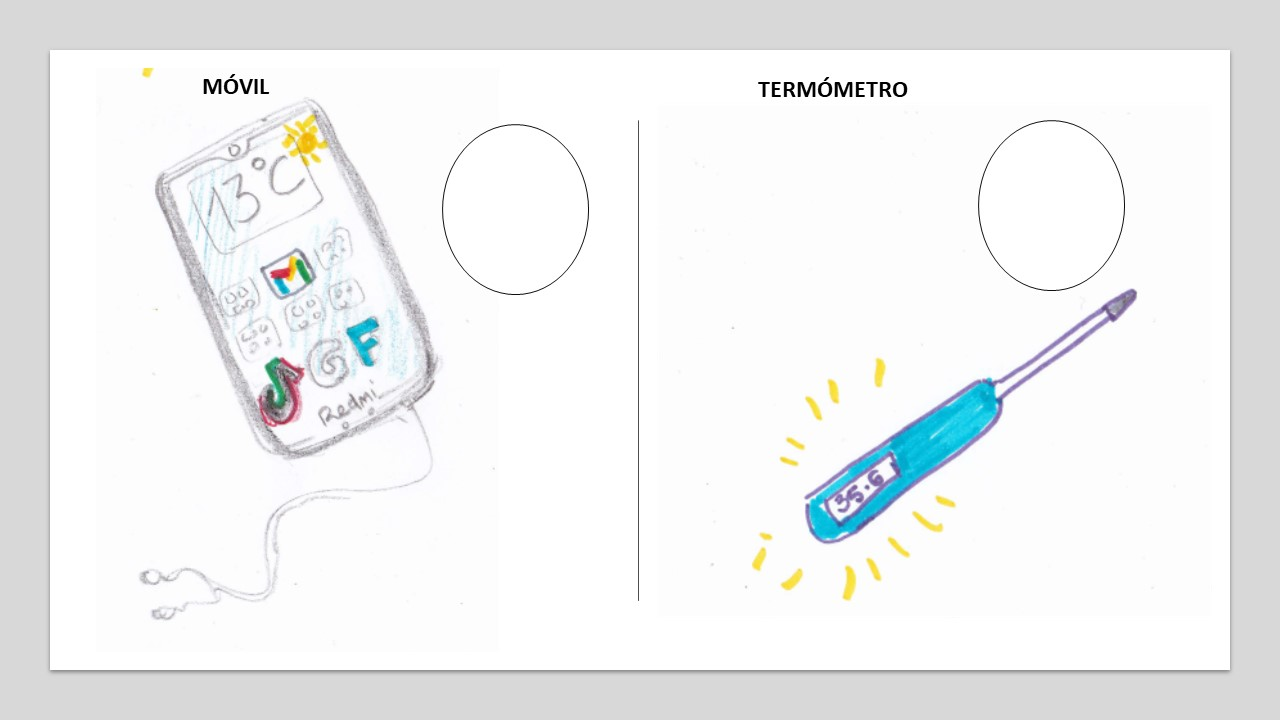 MÓVIL
TERMÓMETRO
13°C
M
G F
Redmi
35.6